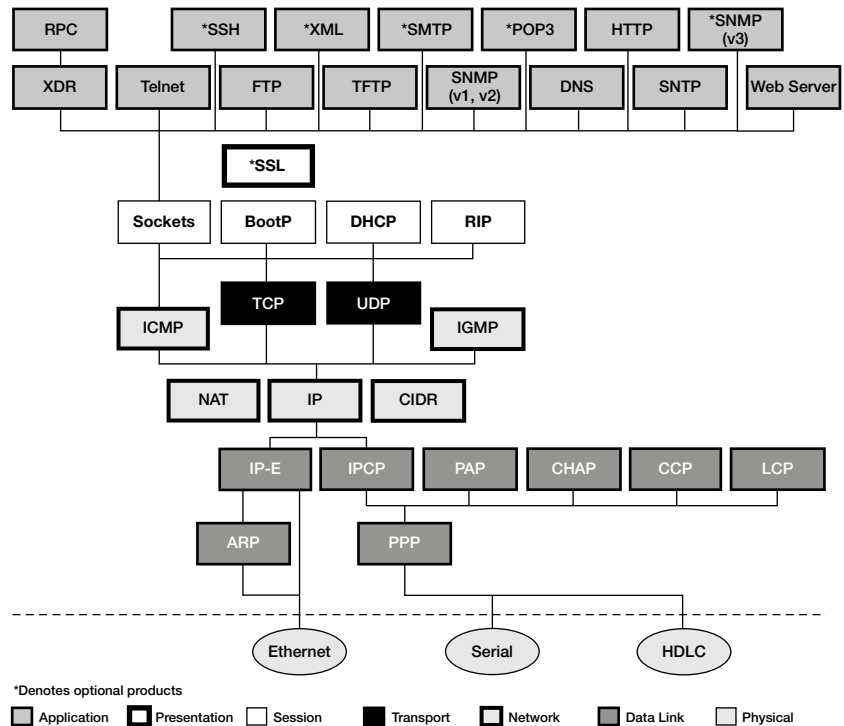 RPC
*SSH
*XML
*SMTP
*POP3
HTTP
*SNMP
(v3)
XDR
Telnet
FTP
TFTP
SNMP
(v1, v2)
DNS
SNTP
Web Server
*SSL
Sockets
BootP
DHCP
RIP
TCP
UDP
ICMP
IGMP
NAT
IP
CIDR
IP-E
IPCP
PAP
CHAP
CCP
LCP
ARP
PPP
Ethernet
Serial
HDLC
*Denotes optional products
Application
Presentation
Session
Transport
Network
Data Link
Physical